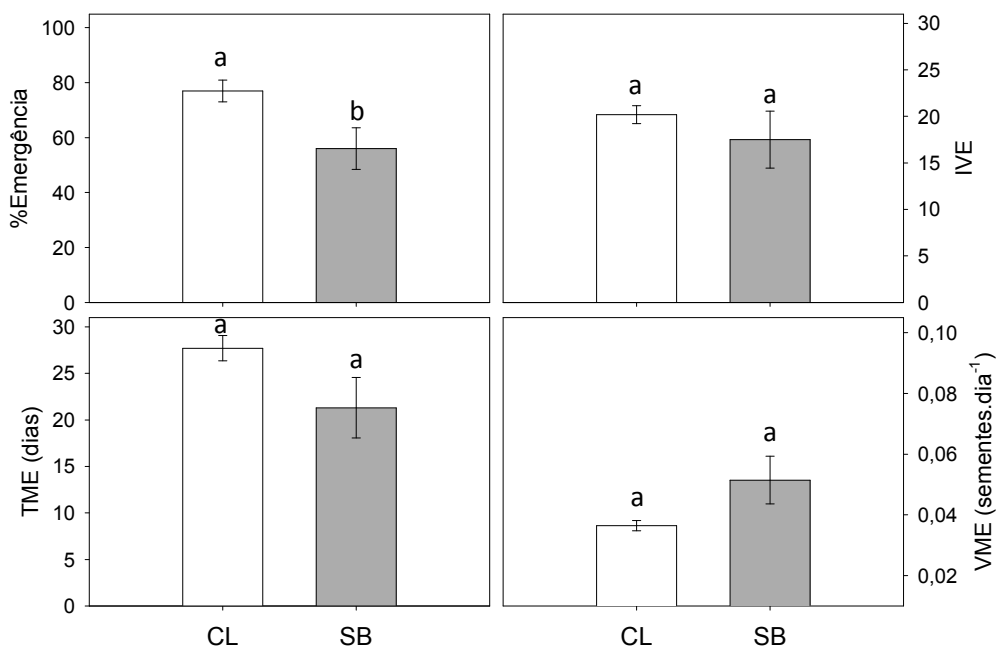 100
80
60
40
20
0
%Emergência
a
b
a
a
30
25
20
15
10
5
0
IVE
30
25
20
15
10
5
0
TME (dias)
a
a
a
a
0,10
0,08
0,06
0,04
0,02
VME (sementes.dia⁻¹)
CL
SB
CL
SB